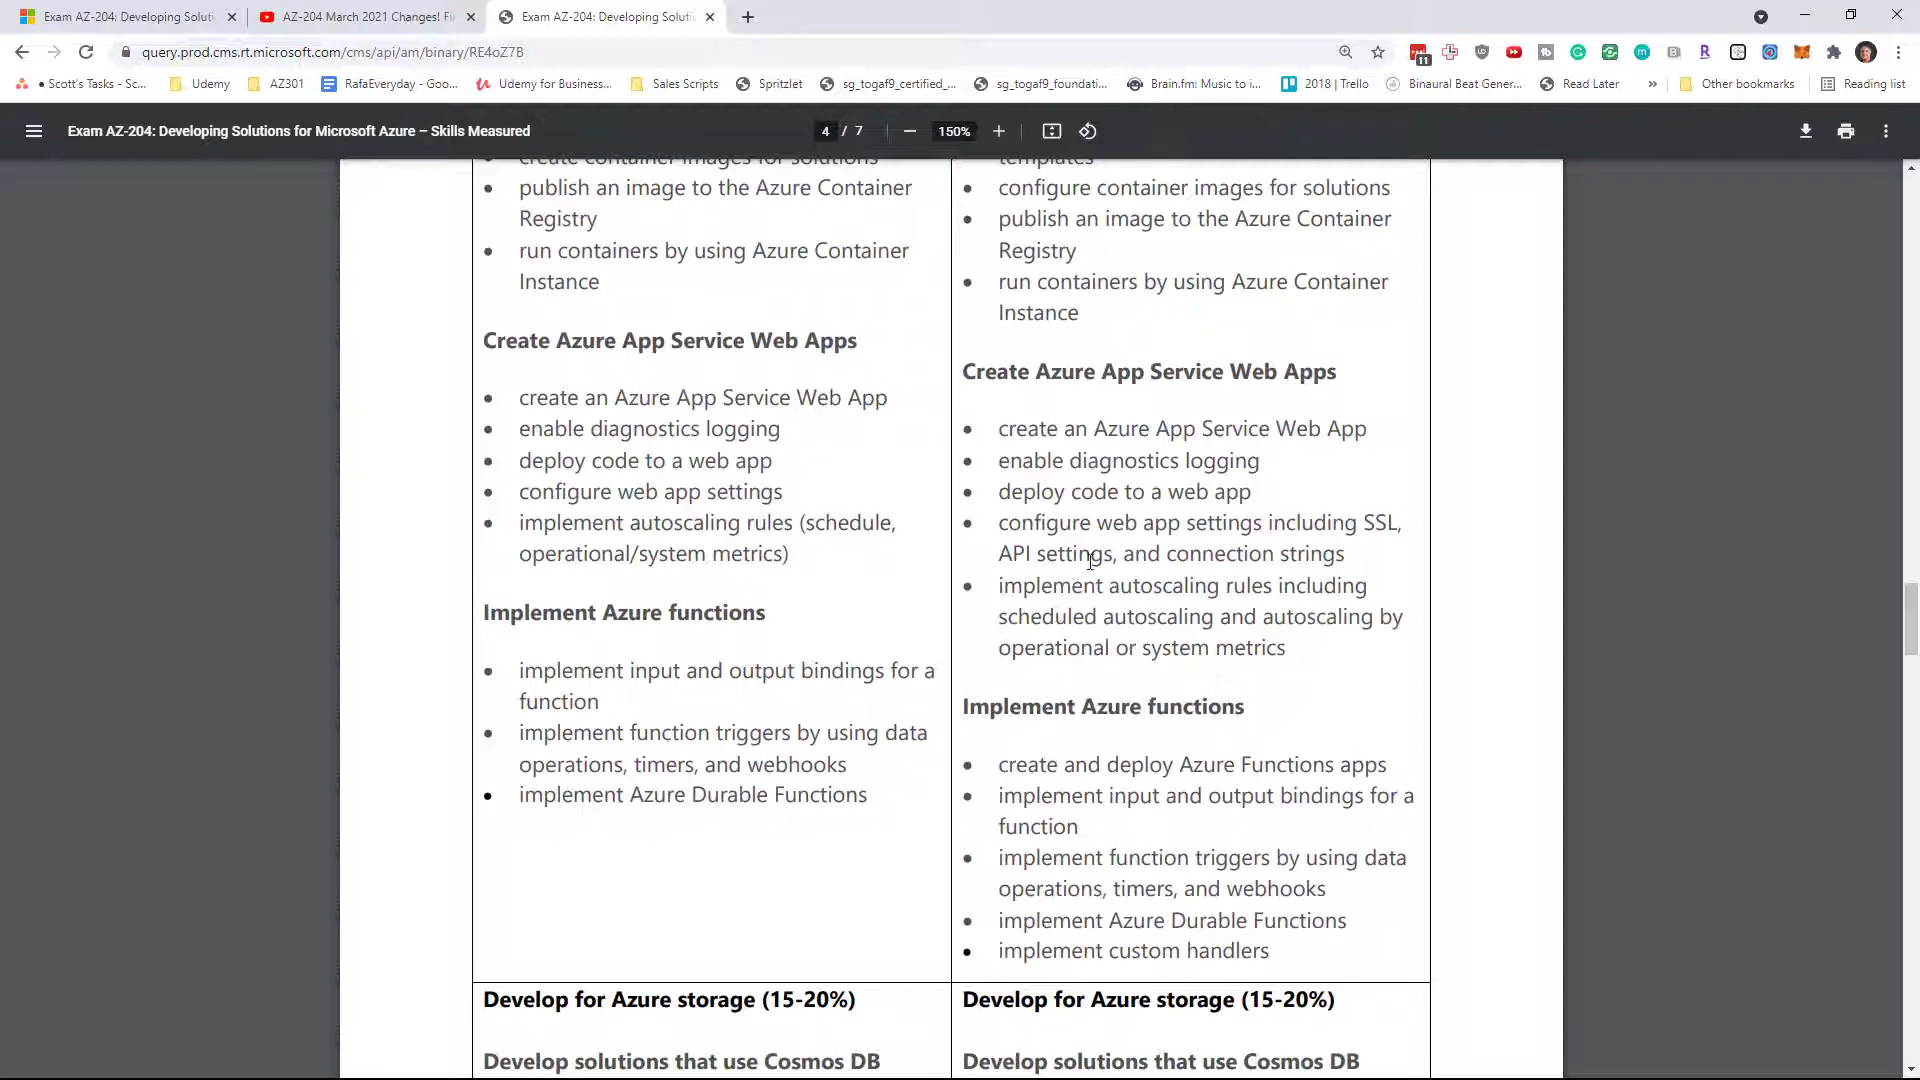 Exam AZ-204: Developing Soluti
AZ-204 March 2021 Changes! Fi
Exam AZ-204: Developing Soluti
query.prod.cms.rt.microsoft.com/cms/api/am/binary/RE4oZ7B
11
Scott's Tasks - Sc...
Udemy
AZ301
RafaEveryday - Goo...
Udemy for Business...
Sales Scripts
Spritzlet
sg_togaf9_certified_...
sg_togaf9_foundati...
Brain.fm: Music to i...
2018 | Trello
Binaural Beat Gener...
Read Later
»
Other bookmarks
Reading list
Exam AZ-204: Developing Solutions for Microsoft Azure – Skills Measured
4 / 7
150%
create container images for solutions
• publish an image to the Azure Container
Registry
• run containers by using Azure Container
Instance
Create Azure App Service Web Apps
• create an Azure App Service Web App
• enable diagnostics logging
• deploy code to a web app
• configure web app settings
• implement autoscaling rules (schedule,
operational/system metrics)
Implement Azure functions
• implement input and output bindings for a
function
• implement function triggers by using data
operations, timers, and webhooks
• implement Azure Durable Functions
Develop for Azure storage (15-20%)
Develop solutions that use Cosmos DB
templates
• configure container images for solutions
• publish an image to the Azure Container
Registry
• run containers by using Azure Container
Instance
Create Azure App Service Web Apps
• create an Azure App Service Web App
• enable diagnostics logging
• deploy code to a web app
• configure web app settings including SSL,
API settings, and connection strings
• implement autoscaling rules including
scheduled autoscaling and autoscaling by
operational or system metrics
Implement Azure functions
• create and deploy Azure Functions apps
• implement input and output bindings for a
function
• implement function triggers by using data
operations, timers, and webhooks
• implement Azure Durable Functions
• implement custom handlers
Develop for Azure storage (15-20%)
Develop solutions that use Cosmos DB